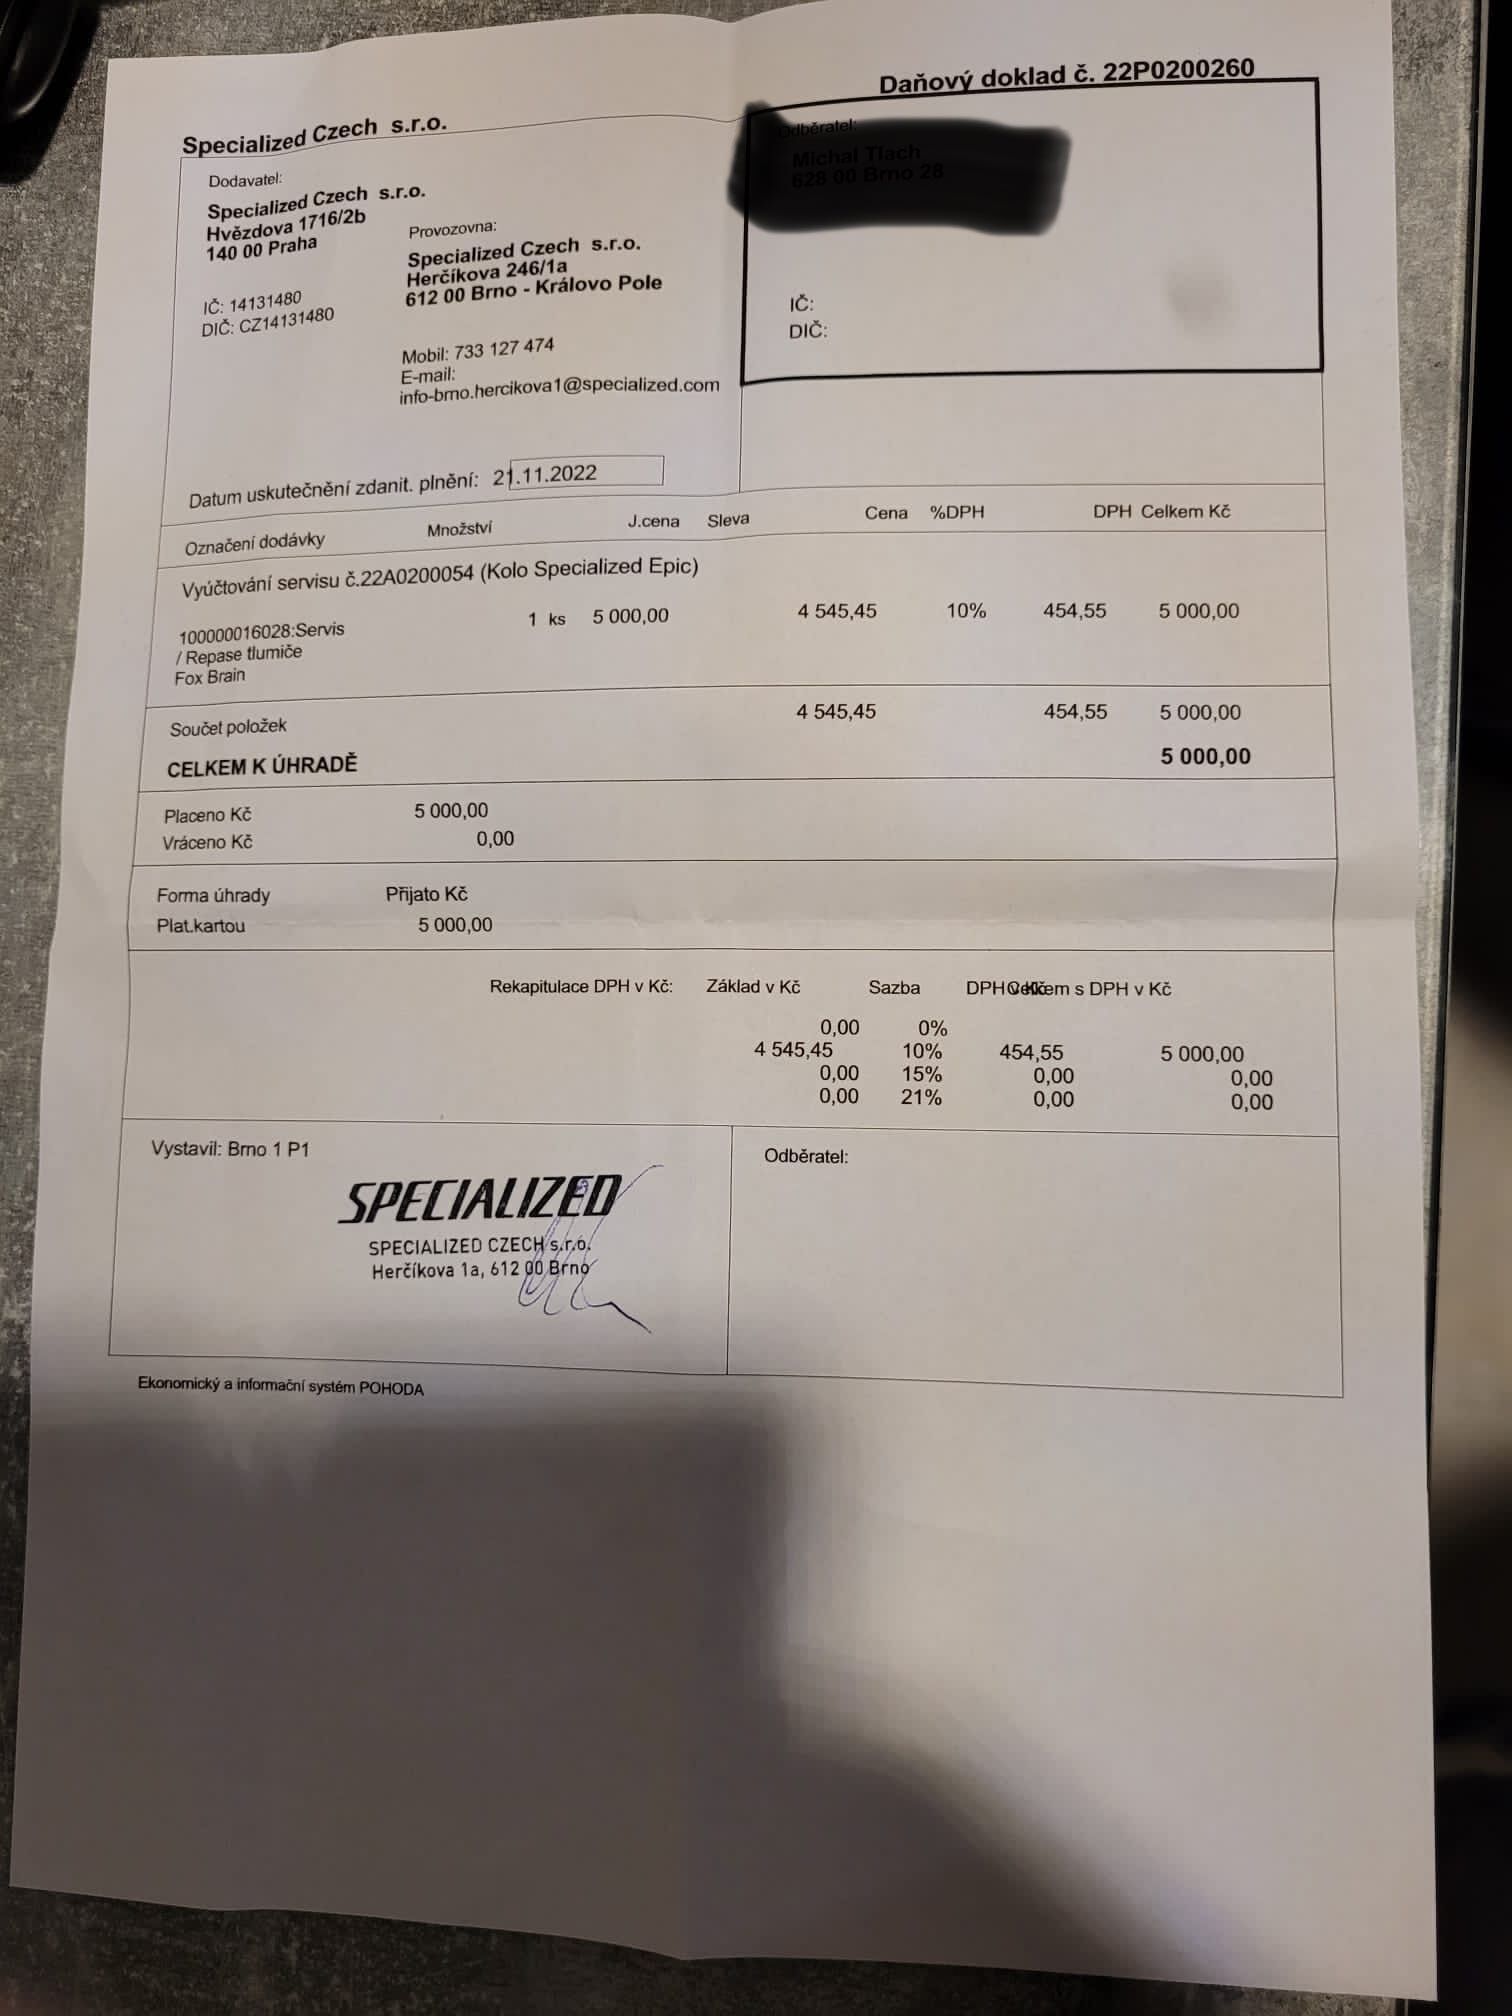 Daňový doklad č. 22P0200260
Specialized Czech s.r.o.
Dodavatel:
Specialized Czech s.r.o.
Hvězdova 1716/2b
140 00 Praha
IČ: 14131480
DIČ: CZ14131480
Provozovna:
Specialized Czech s.r.o.
Herčíkova 246/1a
612 00 Brno - Královo Pole
Mobil: 733 127 474
E-mail:
info-brno.hercikova1@specialized.com
Odběratel:
IČ:
DIČ:
Datum uskutečnění zdanit. plnění: 21.11.2022
Označení dodávky Množství J.cena Sleva Cena %DPH DPH Celkem Kč
Vyúčtování servisu č.22A0200054 (Kolo Specialized Epic)
100000016028:Servis 1 ks 5 000,00 4 545,45 10% 454,55 5 000,00
/ Repase tlumiče
Fox Brain
Součet položek 4 545,45 454,55 5 000,00
CELKEM K ÚHRADĚ 5 000,00
Placeno Kč 5 000,00
Vráceno Kč 0,00
Forma úhrady Přijato Kč
Plat.kartou 5 000,00
Rekapitulace DPH v Kč: Základ v Kč Sazba DPH v Kč Celkem s DPH v Kč
0,00 0%
4 545,45 10% 454,55 5 000,00
0,00 15% 0,00 0,00
0,00 21% 0,00 0,00
Vystavil: Brno 1 P1
SPECIALIZED
SPECIALIZED CZECH s.r.o.
Herčíkova 1a, 612 00 Brno
Odběratel:
Ekonomický a informační systém POHODA